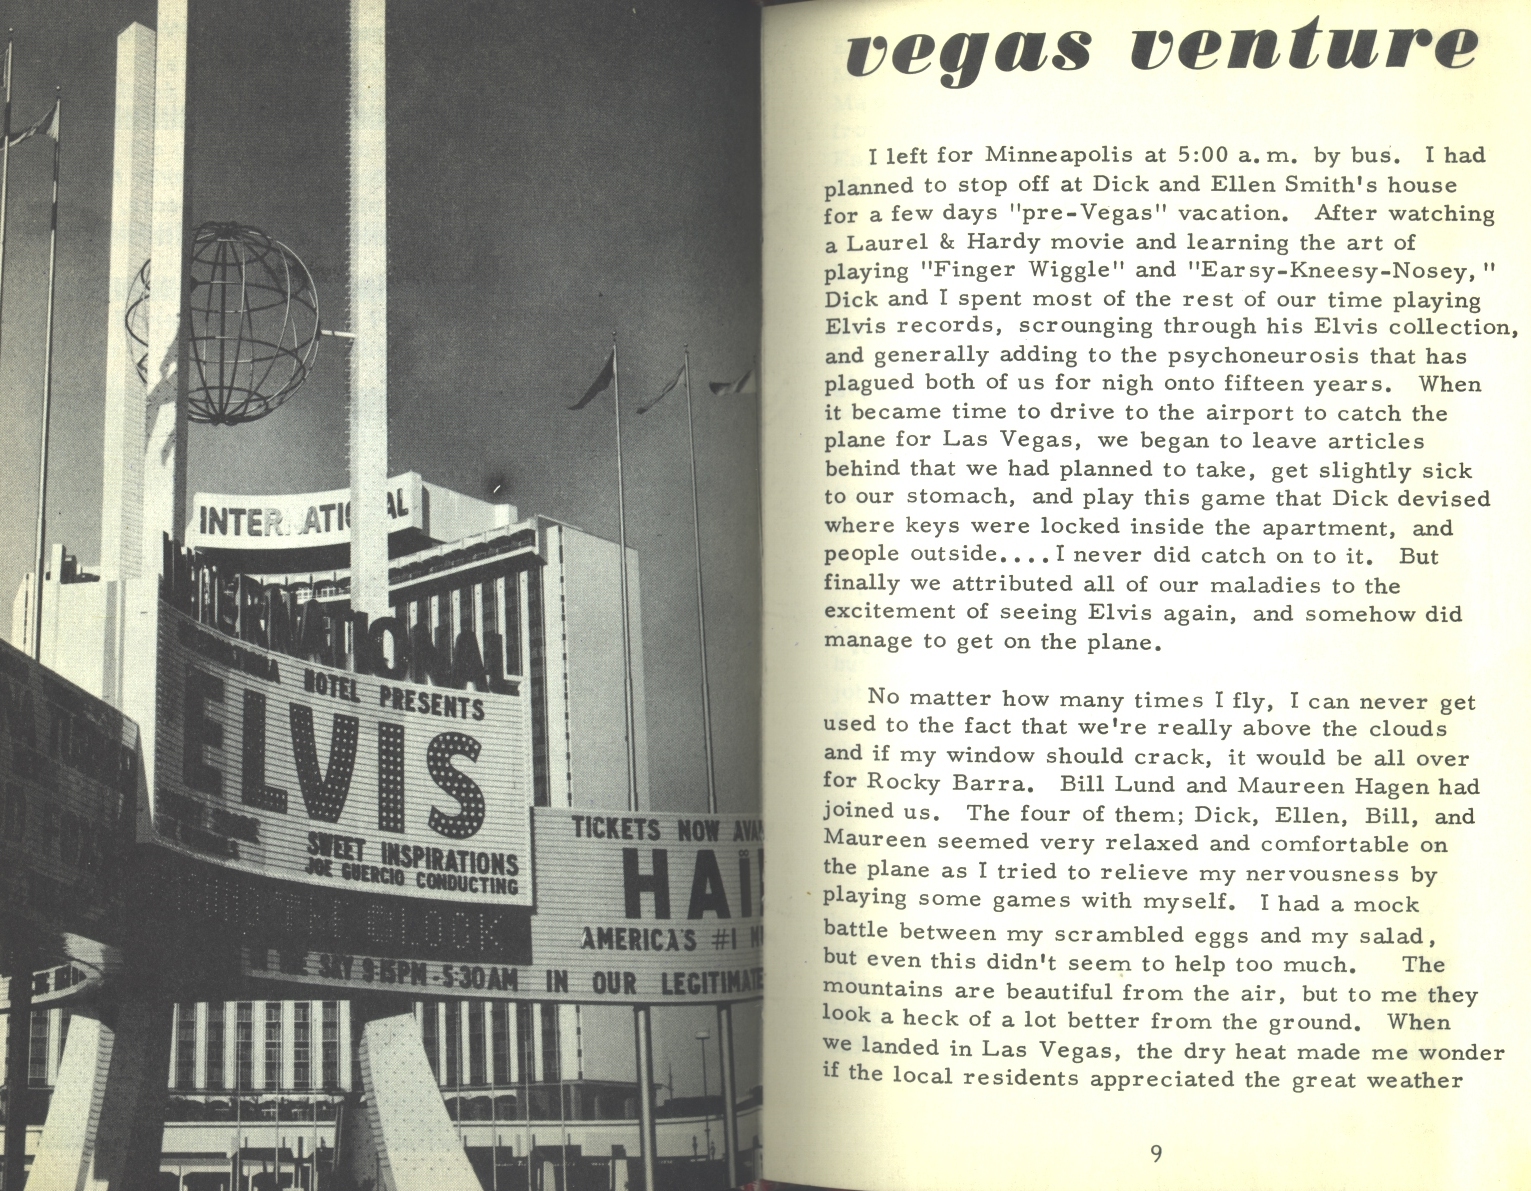 INTER ATI AL
INTERNATIONAL
HOTEL PRESENTS
ELVIS
SWEET INSPIRATIONS
JOE GUERCIO CONDUCTING
TICKETS NOW
HAI
AMERICA'S #1
SAT 9:15PM - 5:30AM IN OUR LEGITIMATE
vegas venture
I left for Minneapolis at 5:00 a.m. by bus. I had
planned to stop off at Dick and Ellen Smith's house
for a few days "pre-Vegas" vacation. After watching
a Laurel & Hardy movie and learning the art of
playing "Finger Wiggle" and "Earsy-Kneesy-Nosey,"
Dick and I spent most of the rest of our time playing
Elvis records, scrounging through his Elvis collection,
and generally adding to the psychoneurosis that has
plagued both of us for nigh onto fifteen years. When
it became time to drive to the airport to catch the
plane for Las Vegas, we began to leave articles
behind that we had planned to take, get slightly sick
to our stomach, and play this game that Dick devised
where keys were locked inside the apartment, and
people outside....I never did catch on to it. But
finally we attributed all of our maladies to the
excitement of seeing Elvis again, and somehow did
manage to get on the plane.
No matter how many times I fly, I can never get
used to the fact that we're really above the clouds
and if my window should crack, it would be all over
for Rocky Barra. Bill Lund and Maureen Hagen had
joined us. The four of them; Dick, Ellen, Bill, and
Maureen seemed very relaxed and comfortable on
the plane as I tried to relieve my nervousness by
playing some games with myself. I had a mock
battle between my scrambled eggs and my salad,
but even this didn't seem to help too much. The
mountains are beautiful from the air, but to me they
look a heck of a lot better from the ground. When
we landed in Las Vegas, the dry heat made me wonder
if the local residents appreciated the great weather
9